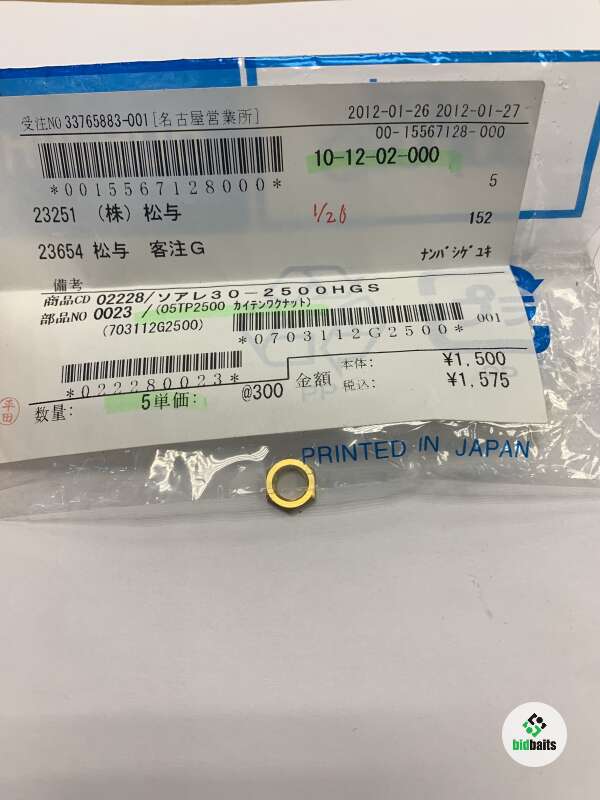 受注NO 33765883-001 [名古屋営業所]
2012-01-26 2012-01-27
00-15567128-000
*0015567128000*
10-12-02-000
5
23251 (株) 松与
1/26
152
23654 松与 客注G
ナンバ シゲユキ
備考
商品CD 02228/ソアレ30-2500HGS
部品NO 0023 /(05TP2500 カイテンワクナット)
(703112G2500)
*0703112G2500*
001
*022280023*
金額
本体: ¥1,500
税込: ¥1,575
平田
数量: 5単価: @300
PP
PRINTED IN JAPAN
bidbaits